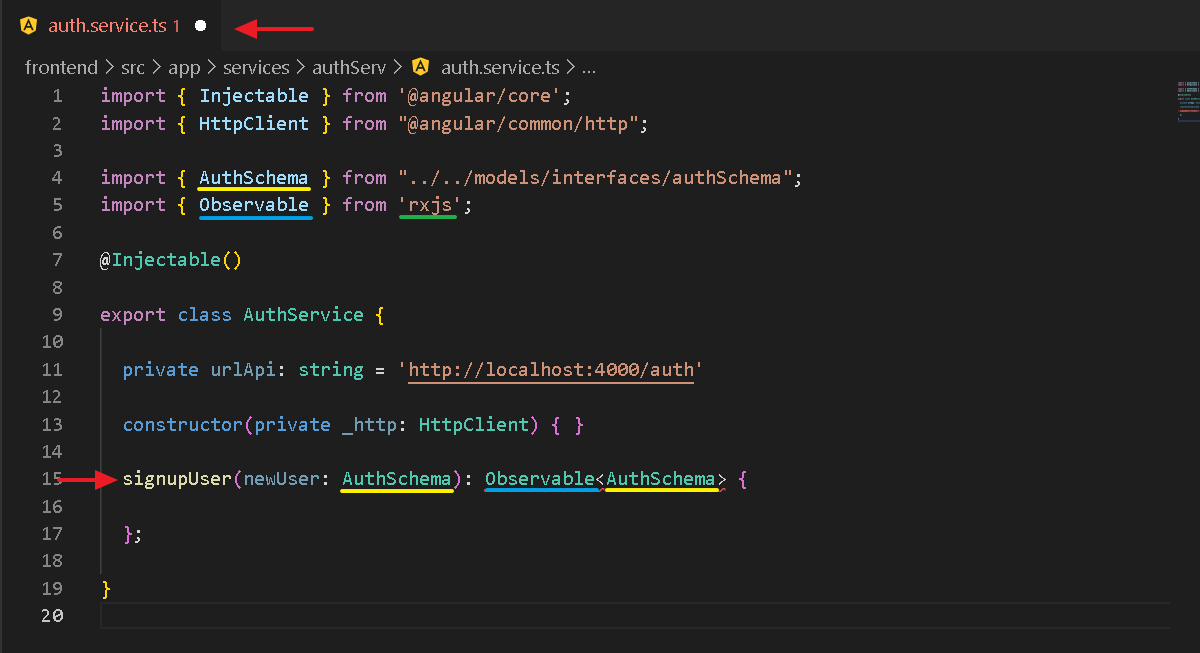 auth.service.ts 1
frontend > src > app > services > authServ > auth.service.ts > ...
1 import { Injectable } from '@angular/core';
2 import { HttpClient } from "@angular/common/http";
3
4 import { AuthSchema } from "../../models/interfaces/authSchema";
5 import { Observable } from 'rxjs';
6
7 @Injectable()
8
9 export class AuthService {
10
11 private urlApi: string = 'http://localhost:4000/auth'
12
13 constructor(private _http: HttpClient) { }
14
15 signupUser(newUser: AuthSchema): Observable<AuthSchema> {
16
17 };
18
19 }
20